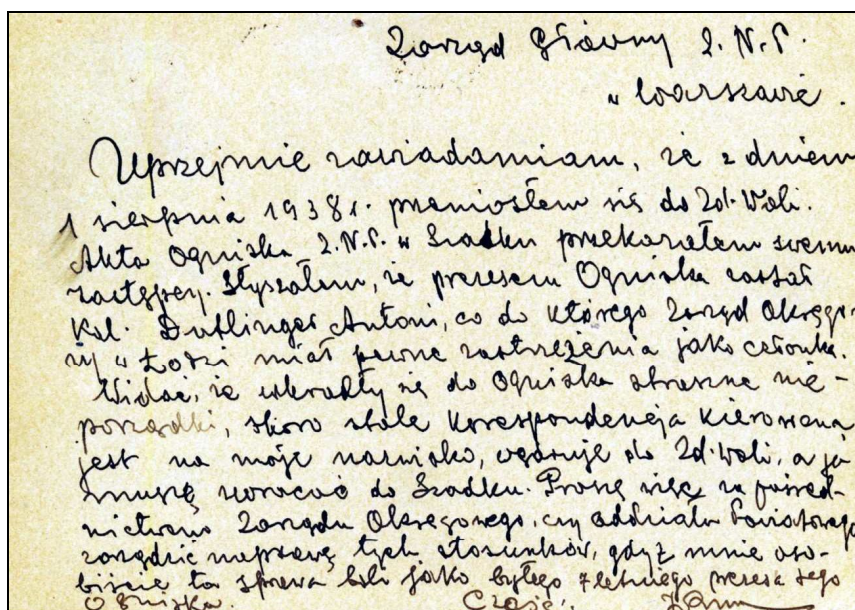 Zarząd Główny Z.N.P.
w Warszawie.
Uprzejmie zawiadamiam, że z dniem
1 sierpnia 1938 r. przeniosłem się do Zd. Woli.
Akta Ogniska Z.N.P. w Szadku przekazałem swemu
zastępcy. Słyszałem, że prezesem Ogniska został
Kol. Antoni, co do którego Zarząd Okręgo-
wy w Łodzi miał pewne zastrzeżenia jako członka.
Widać, że wkradły się do Ogniska straszne nie-
porządki, skoro stale korespondencja kierowana
jest na moje nazwisko, wędruje do Zd. Woli, a ja
muszę zwracać do Szadku. Proszę więc za pośred-
nictwem Zarządu Okręgowego, czy oddziału Powiatowego
zarządzić naprawę tych stosunków, gdyż mnie oso-
biście ta sprawa boli jako byłego 7 letniego prezesa tego
Ogniska.